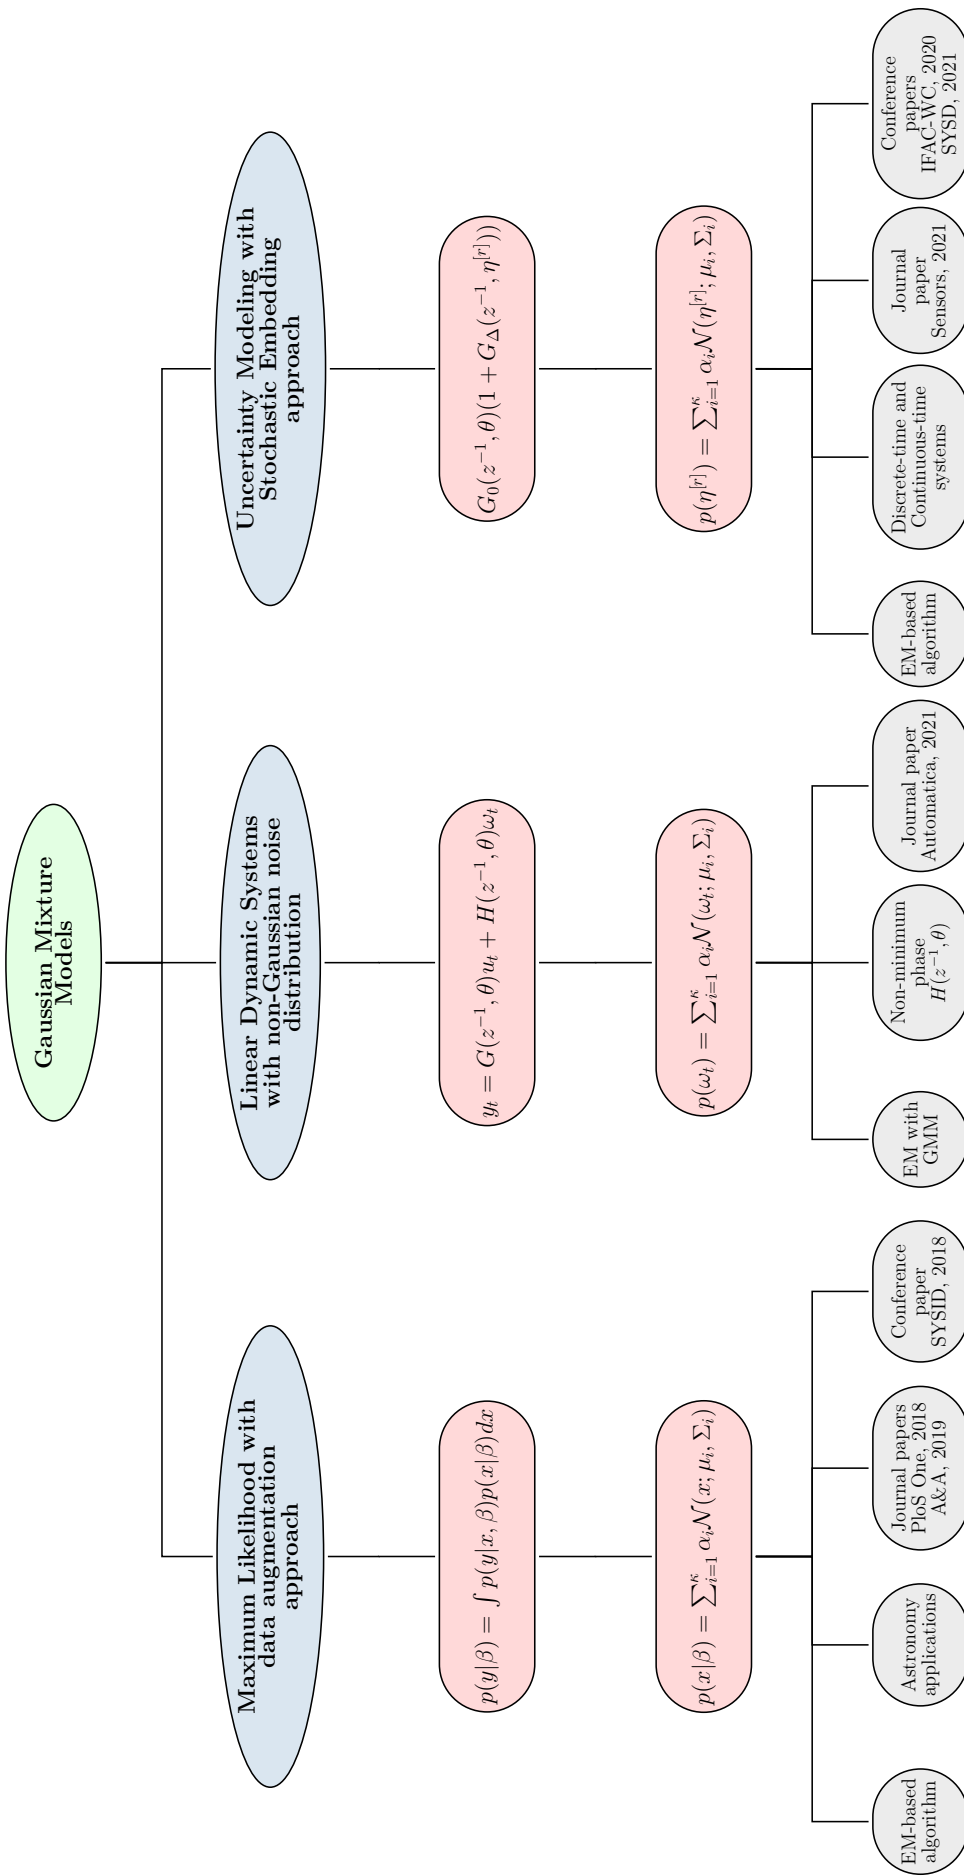 Gaussian Mixture
Models
Maximum Likelihood with
data augmentation
approach
Linear Dynamic Systems
with non-Gaussian noise
distribution
Uncertainty Modeling with
Stochastic Embedding
approach
p(y|β) = ∫ p(y|x, β)p(x|β)dx
y_t = G(z^{-1}, θ)u_t + H(z^{-1}, θ)ω_t
G_0(z^{-1}, θ)(1 + G_Δ(z^{-1}, η^{[r]}))
p(x|β) = ∑_{i=1}^{κ} α_i 𝒩(x; μ_i, Σ_i)
p(ω_t) = ∑_{i=1}^{κ} α_i 𝒩(ω_t; μ_i, Σ_i)
p(η^{[r]}) = ∑_{i=1}^{κ} α_i 𝒩(η^{[r]}; μ_i, Σ_i)
EM-based
algorithm
Astronomy
applications
Journal papers
PloS One, 2018
A&A, 2019
Conference
paper
SYSID, 2018
EM with
GMM
Non-minimum
phase
H(z^{-1}, θ)
Journal paper
Automatica, 2021
EM-based
algorithm
Discrete-time and
Continuous-time
systems
Journal
paper
Sensors, 2021
Conference
papers
IFAC-WC, 2020
SYSD, 2021